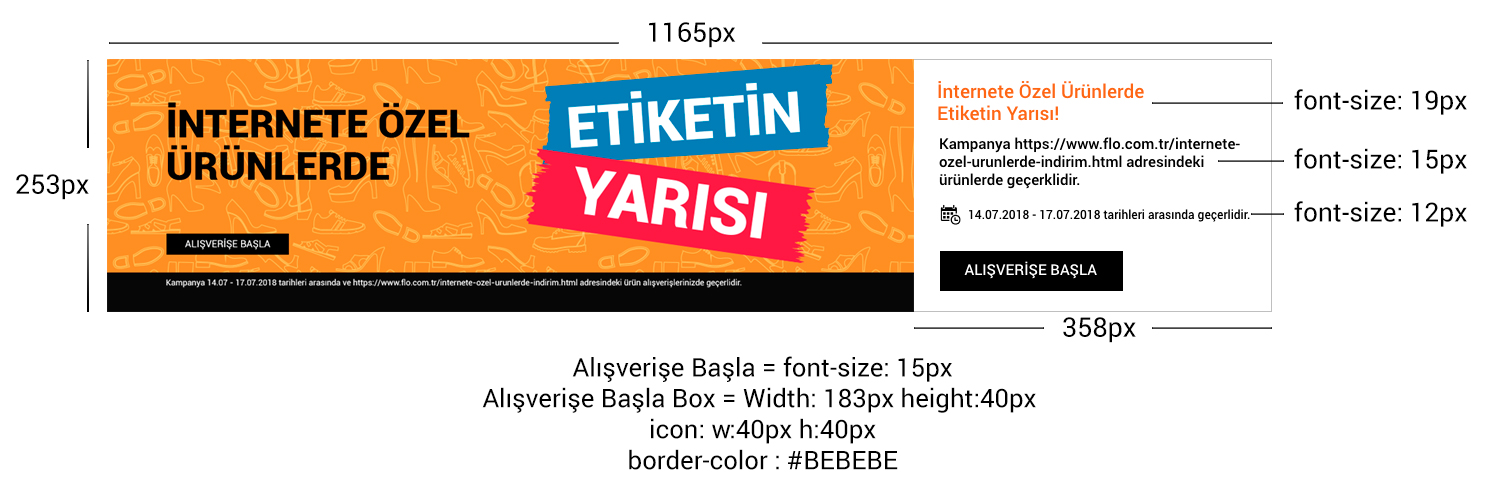 1165px
253px
İNTERNETE ÖZEL
ÜRÜNLERDE
ETİKETİN
YARISI
ALIŞVERİŞE BAŞLA
Kampanya 14.07 - 17.07.2018 tarihleri arasında ve https://www.flo.com.tr/internete-ozel-urunlerde-indirim.html adresindeki ürün alışverişlerinizde geçerlidir.
İnternete Özel Ürünlerde
Etiketin Yarısı!
font-size: 19px
Kampanya https://www.flo.com.tr/internete-
ozel-urunlerde-indirim.html adresindeki
ürünlerde geçerklidir.
font-size: 15px
14.07.2018 - 17.07.2018 tarihleri arasında geçerlidir.
font-size: 12px
ALIŞVERİŞE BAŞLA
358px
Alışverişe Başla = font-size: 15px
Alışverişe Başla Box = Width: 183px height:40px
icon: w:40px h:40px
border-color : #BEBEBE